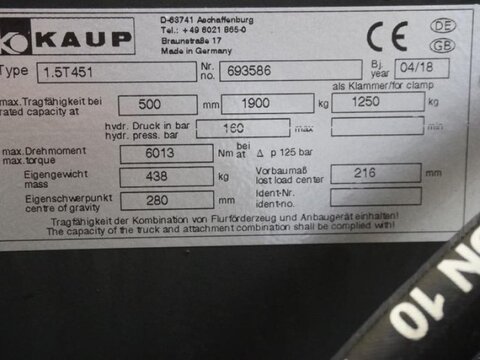 KAUP
D-63741 Aschaffenburg
Tel.: +49 6021 865-0
Braunstraße 17
Made in Germany
DE
GB
Type 1.5T451 Nr. no. 693586 Bj. year 04/18
als Klammer/for clamp
max.Tragfähigkeit bei rated capacity at 500 mm 1900 kg 1250 kg
hydr. Druck in bar
hydr. press. bar 160 max min
max. Drehmoment max. torque 6013 Nm bei at Δ p 125 bar
Eigengewicht mass 438 kg Vorbaumaß lost load center 216 mm
Eigenschwerpunkt centre of gravity 280 mm Ident-Nr. ident-no.
Tragfähigkeit der Kombination von Flurförderzeug und Anbaugerät einhalten!
The capacity of the truck and attachment combination shall be complied with!
ON 10